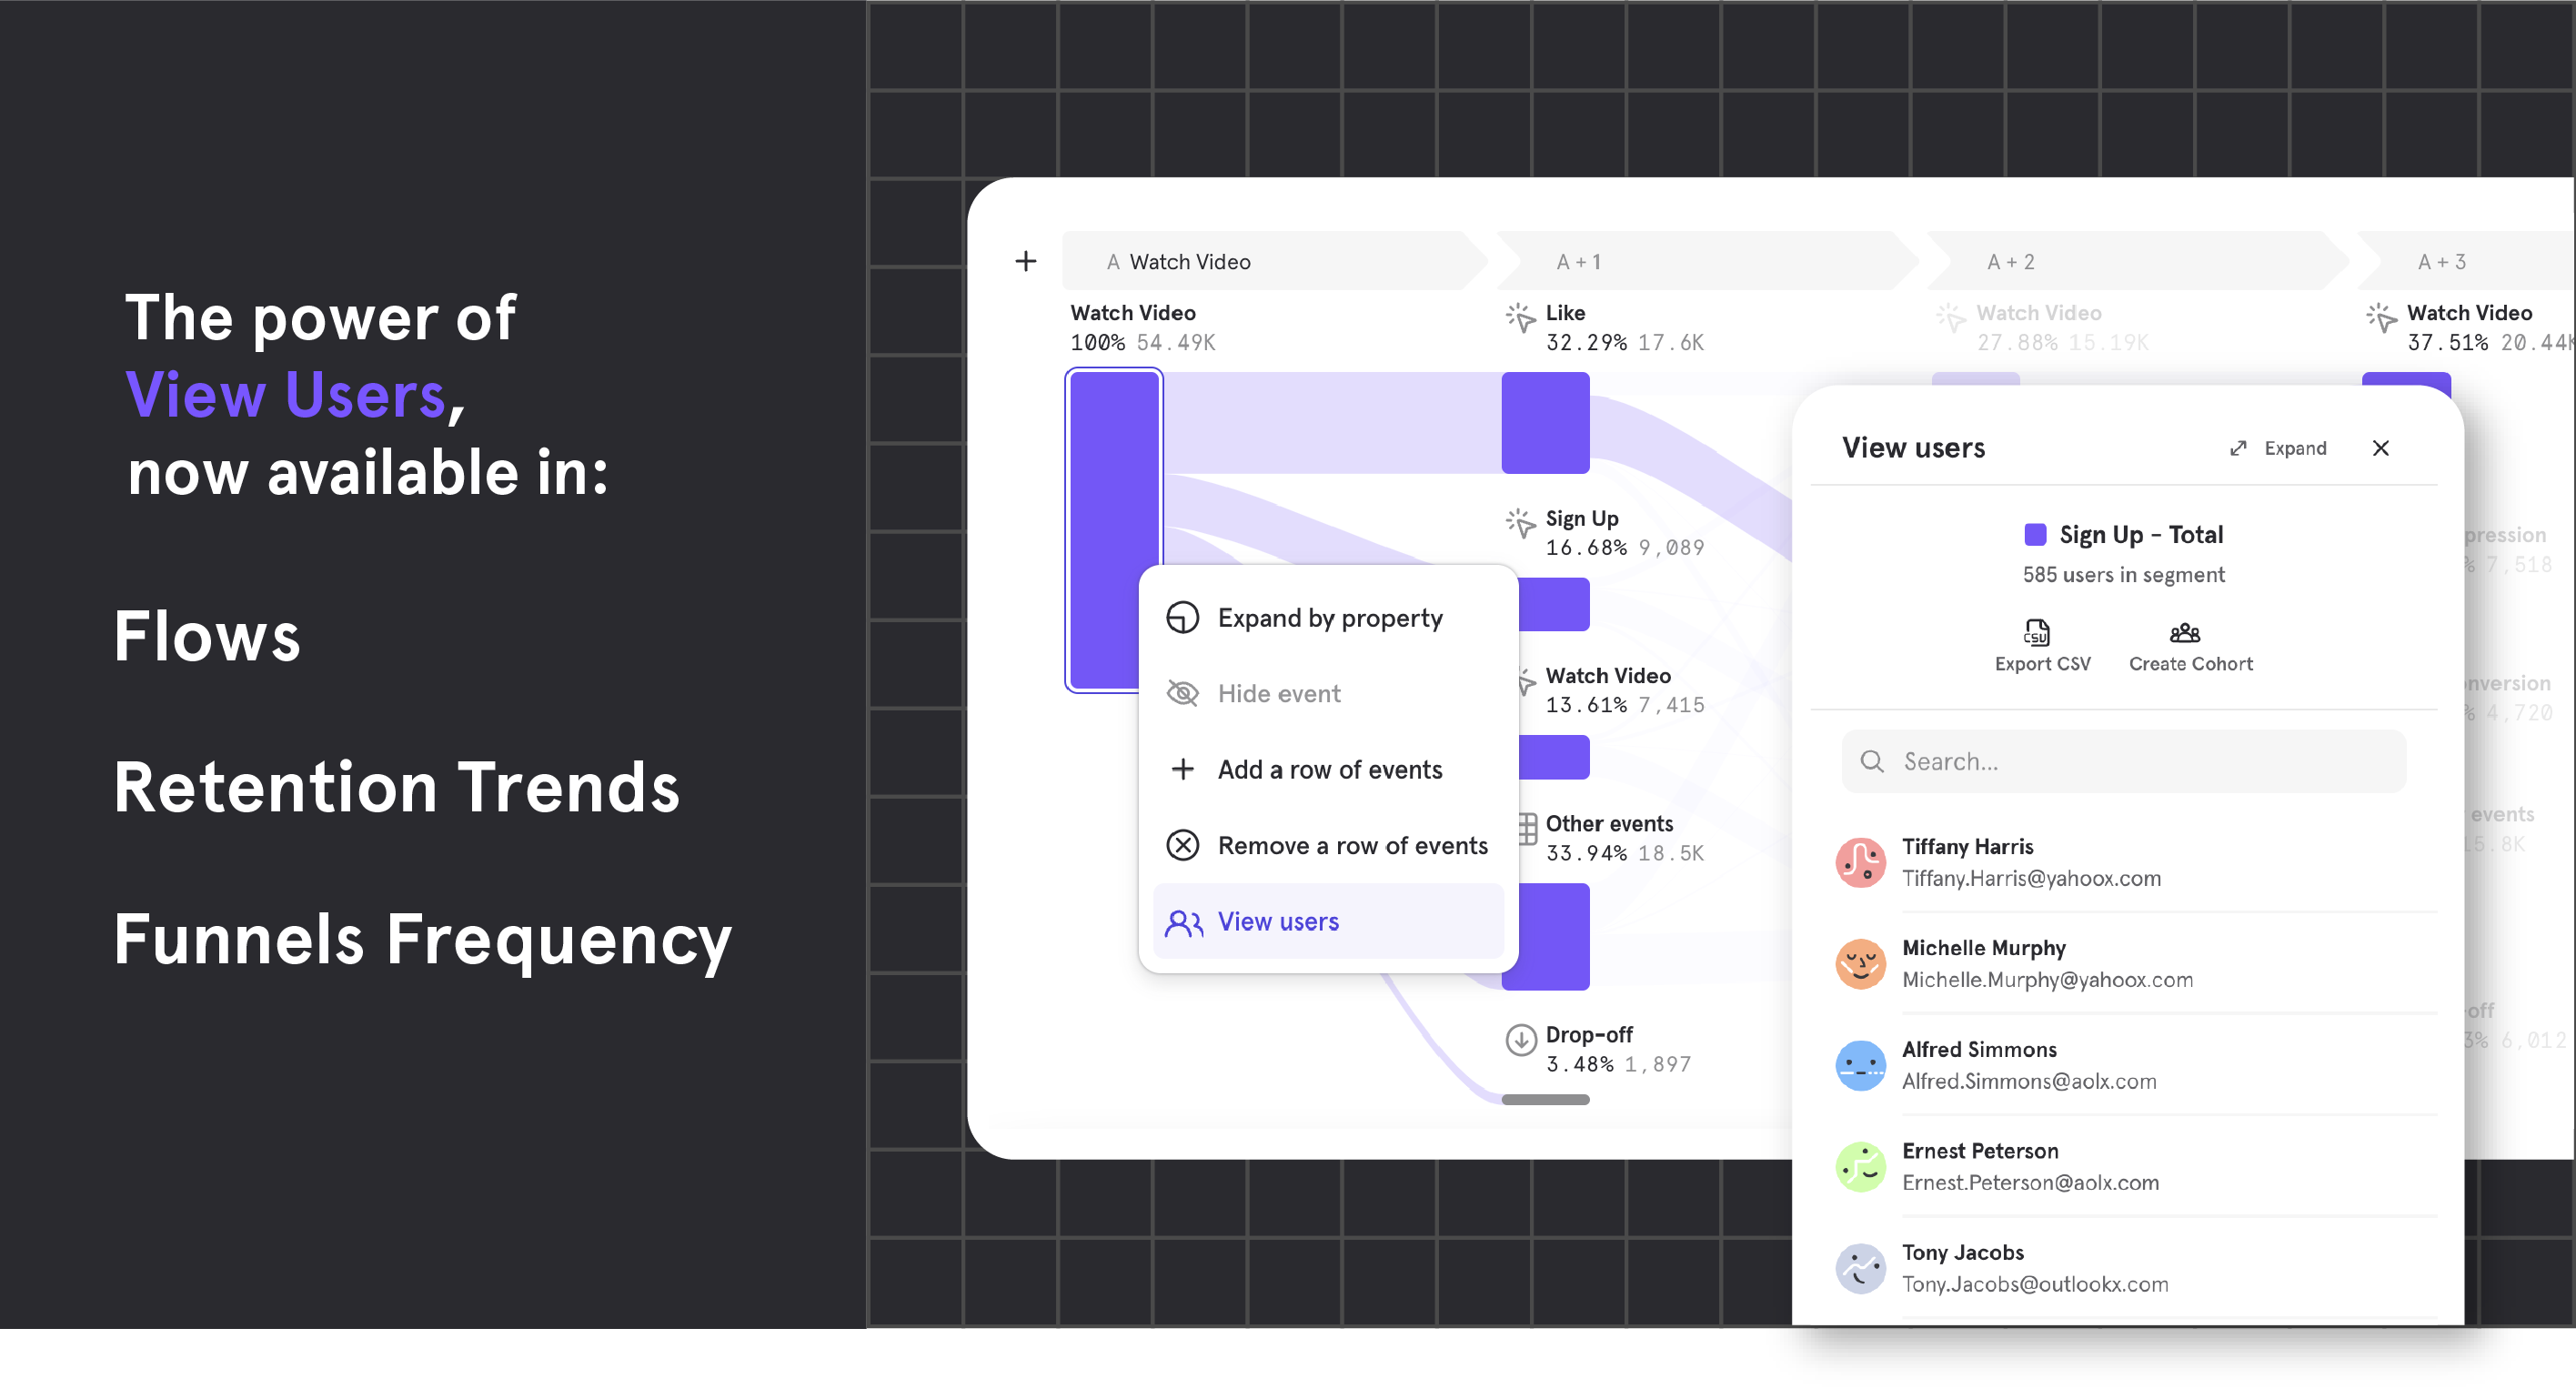 The power of
View Users,
now available in:
Flows
Retention Trends
Funnels Frequency
A Watch Video
A + 1
A + 2
A + 3
Watch Video
100% 54.49K
Like
32.29% 17.6K
Watch Video
27.88% 15.19K
Watch Video
37.51% 20.44K
Sign Up
16.68% 9,089
Watch Video
13.61% 7,415
Other events
33.94% 18.5K
Drop-off
3.48% 1,897
Expand by property
Hide event
Add a row of events
Remove a row of events
View users
View users
Expand
Sign Up - Total
585 users in segment
CSV
Export CSV
Create Cohort
Search...
Tiffany Harris
Tiffany.Harris@yahoox.com
Michelle Murphy
Michelle.Murphy@yahoox.com
Alfred Simmons
Alfred.Simmons@aolx.com
Ernest Peterson
Ernest.Peterson@aolx.com
Tony Jacobs
Tony.Jacobs@outlookx.com
pression
% 7,518
nversion
% 4,720
events
15.8K
-off
3% 6,012